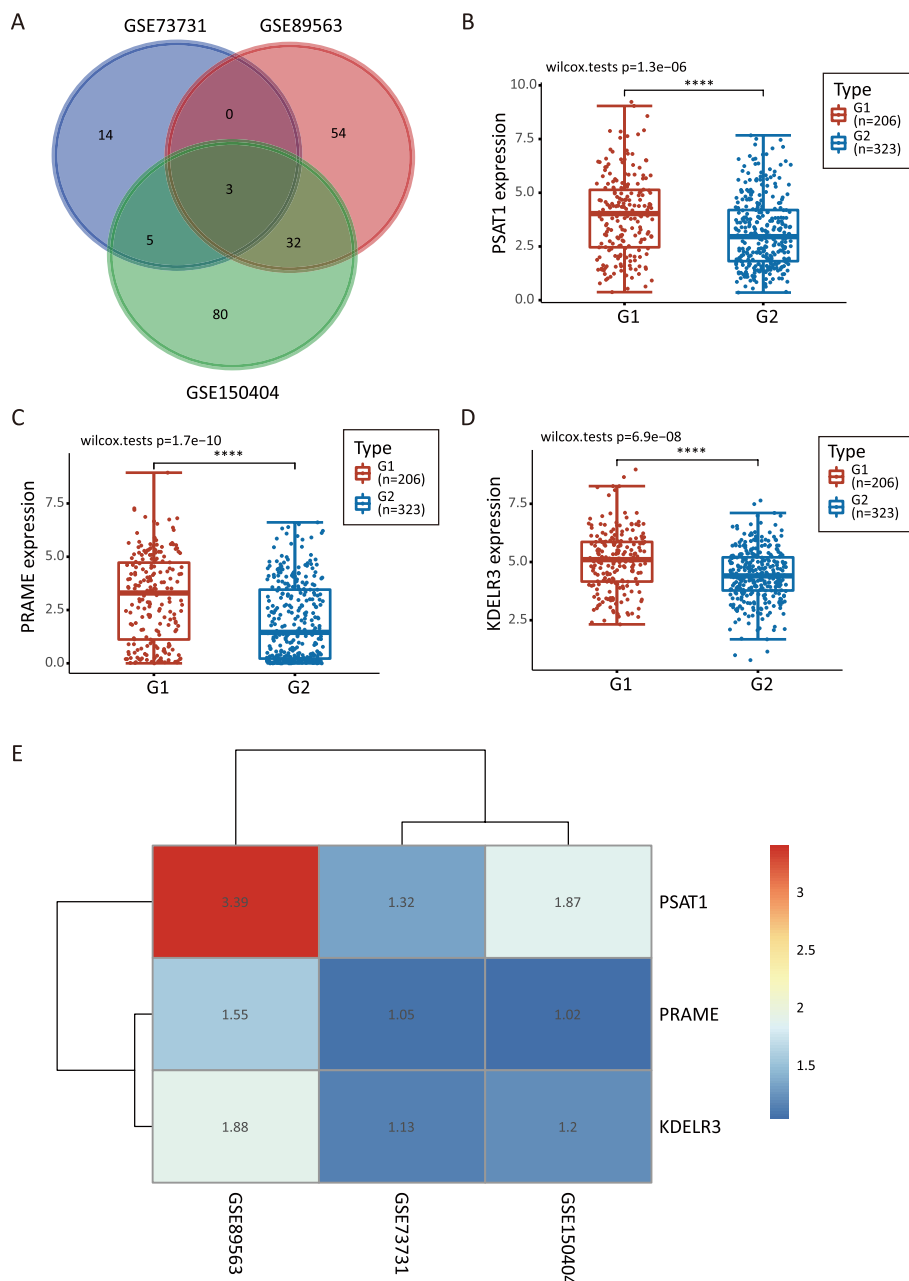 A
GSE73731
GSE89563
0
14
54
3
5
32
80
GSE150404
B
wilcox.tests p=1.3e−06
****
10.0
7.5
5.0
2.5
0.0
PSAT1 expression
G1
G2
Type
G1
(n=206)
G2
(n=323)
C
wilcox.tests p=1.7e−10
****
7.5
5.0
2.5
0.0
PRAME expression
G1
G2
Type
G1
(n=206)
G2
(n=323)
D
wilcox.tests p=6.9e−08
****
7.5
5.0
2.5
KDELR3 expression
G1
G2
Type
G1
(n=206)
G2
(n=323)
E
3.39
1.32
1.87
PSAT1
1.55
1.05
1.02
PRAME
1.88
1.13
1.2
KDELR3
GSE89563
GSE73731
GSE150404
3
2.5
2
1.5